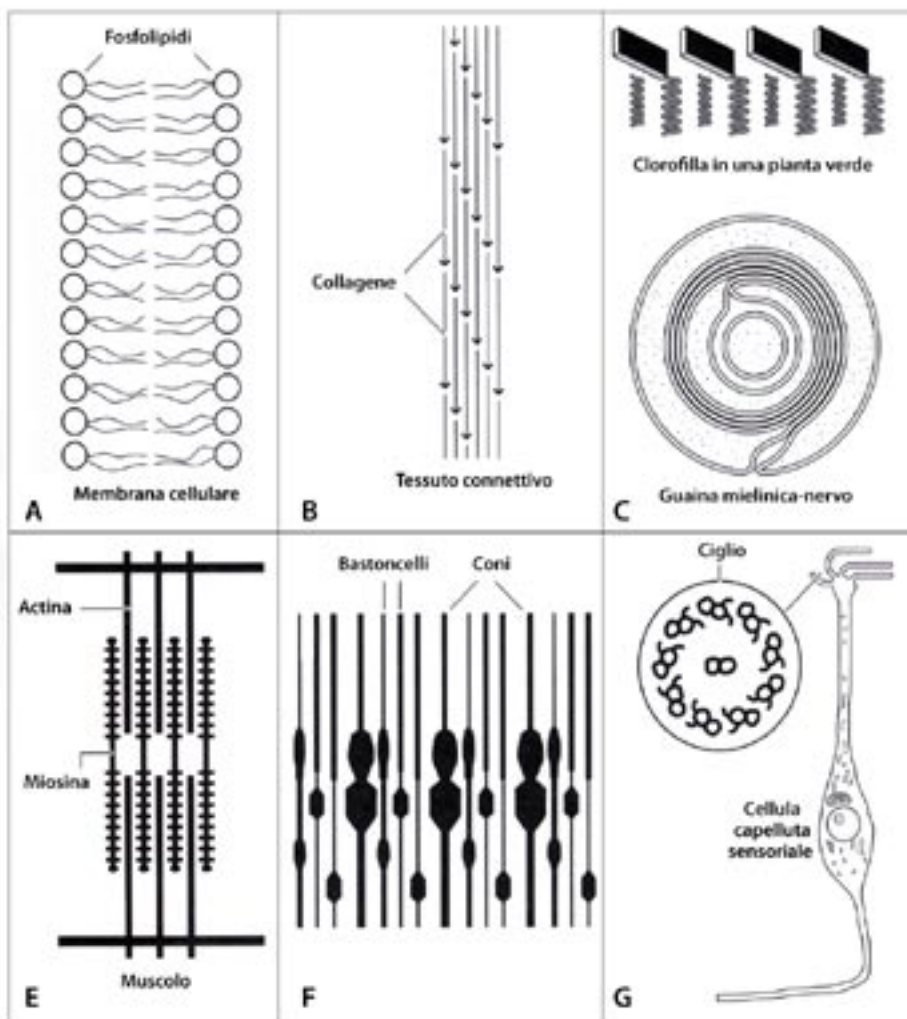 Fosfolipidi
Membrana cellulare
A
Collagene
Tessuto connettivo
B
Clorofilla in una pianta verde
Guaina mielinica-nervo
C
Actina
Miosina
Muscolo
E
Bastoncelli
Coni
F
Ciglio
Cellula
capelluta
sensoriale
G